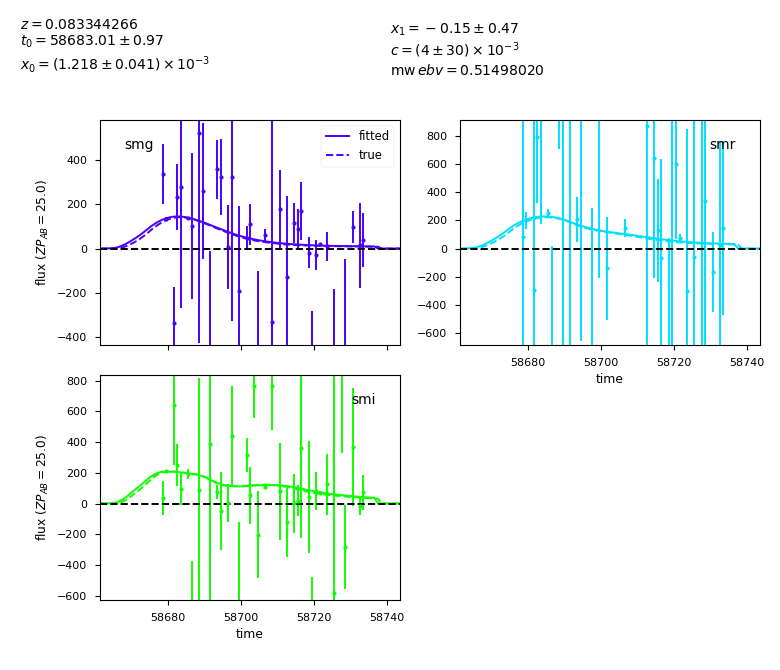 z = 0.083344266
t₀ = 58683.01 ± 0.97
x₀ = (1.218 ± 0.041) × 10⁻³
x₁ = −0.15 ± 0.47
c = (4 ± 30) × 10⁻³
mw ebv = 0.51498020
smg
fitted
true
400
200
0
−200
−400
flux (ZP_AB = 25.0)
smr
800
600
400
200
0
−200
−400
−600
58680 58700 58720 58740
time
smi
800
600
400
200
0
−200
−400
−600
flux (ZP_AB = 25.0)
58680 58700 58720 58740
time